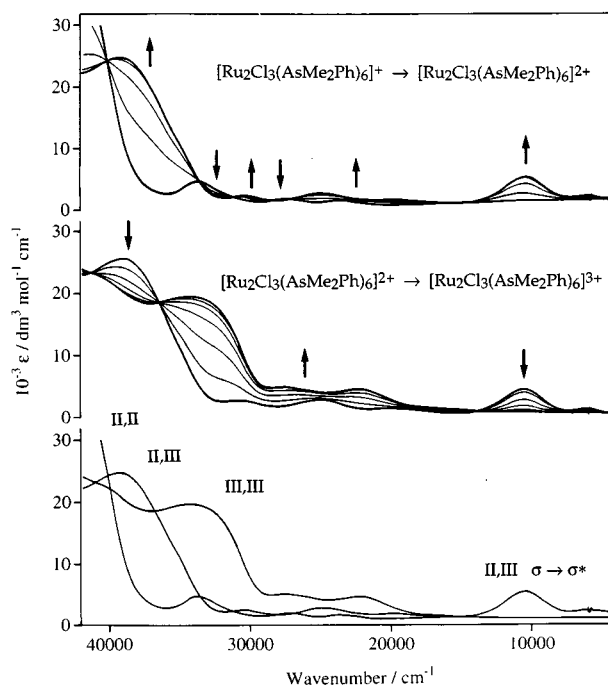 30
[Ru₂Cl₃(AsMe₂Ph)₆]⁺ → [Ru₂Cl₃(AsMe₂Ph)₆]²⁺
20
10
0
30
[Ru₂Cl₃(AsMe₂Ph)₆]²⁺ → [Ru₂Cl₃(AsMe₂Ph)₆]³⁺
20
10
0
10⁻³ ε / dm³ mol⁻¹ cm⁻¹
30
II,II
II,III
III,III
20
10
II,III σ → σ*
0
40000 30000 20000 10000
Wavenumber / cm⁻¹